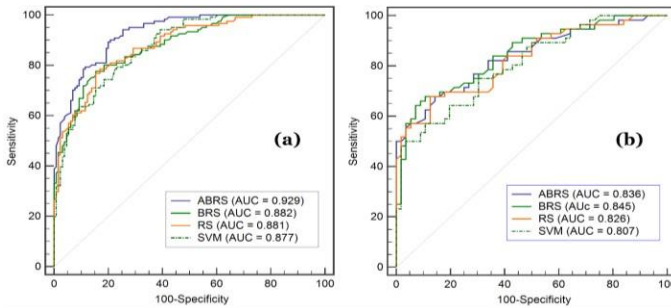 100
80
60
40
20
0
Sensitivity
(a)
ABRS (AUC = 0.929)
BRS (AUC = 0.882)
RS (AUC = 0.881)
SVM (AUC = 0.877)
0 20 40 60 80 100
100-Specificity
100
80
60
40
20
0
Sensitivity
(b)
ABRS (AUC = 0.836)
BRS (AUc = 0.845)
RS (AUC = 0.826)
SVM (AUC = 0.807)
0 20 40 60 80 100
100-Specificity